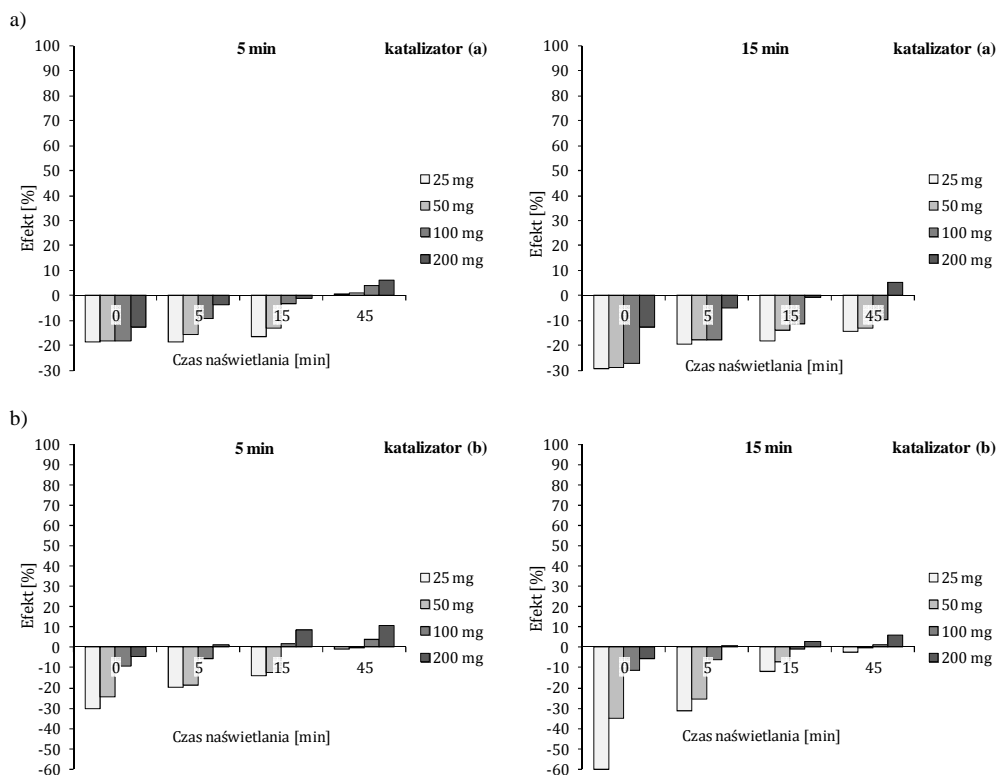 a)
5 min katalizator (a)
100
90
80
70
60
50
40
30
20
10
0
-10
-20
-30
Efekt [%]
0 5 15 45
Czas naświetlania [min]
25 mg
50 mg
100 mg
200 mg
15 min katalizator (a)
100
90
80
70
60
50
40
30
20
10
0
-10
-20
-30
Efekt [%]
0 5 15 45
Czas naświetlania [min]
25 mg
50 mg
100 mg
200 mg
b)
5 min katalizator (b)
100
90
80
70
60
50
40
30
20
10
0
-10
-20
-30
-40
-50
-60
Efekt [%]
0 5 15 45
Czas naświetlania [min]
25 mg
50 mg
100 mg
200 mg
15 min katalizator (b)
100
90
80
70
60
50
40
30
20
10
0
-10
-20
-30
-40
-50
-60
Efekt [%]
0 5 15 45
Czas naświetlania [min]
25 mg
50 mg
100 mg
200 mg